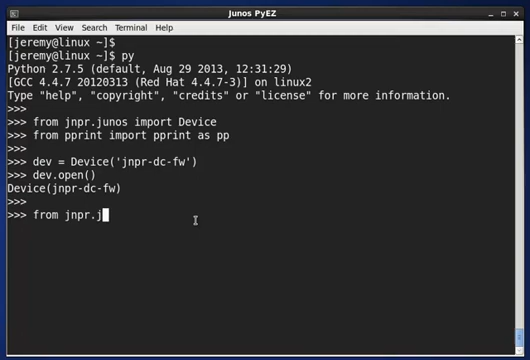 Junos PyEZ
File Edit View Search Terminal Help
[jeremy@linux ~]$
[jeremy@linux ~]$ py
Python 2.7.5 (default, Aug 29 2013, 12:31:29)
[GCC 4.4.7 20120313 (Red Hat 4.4.7-3)] on linux2
Type "help", "copyright", "credits" or "license" for more information.
>>>
>>> from jnpr.junos import Device
>>> from pprint import pprint as pp
>>>
>>> dev = Device('jnpr-dc-fw')
>>> dev.open()
Device(jnpr-dc-fw)
>>>
>>> from jnpr.j